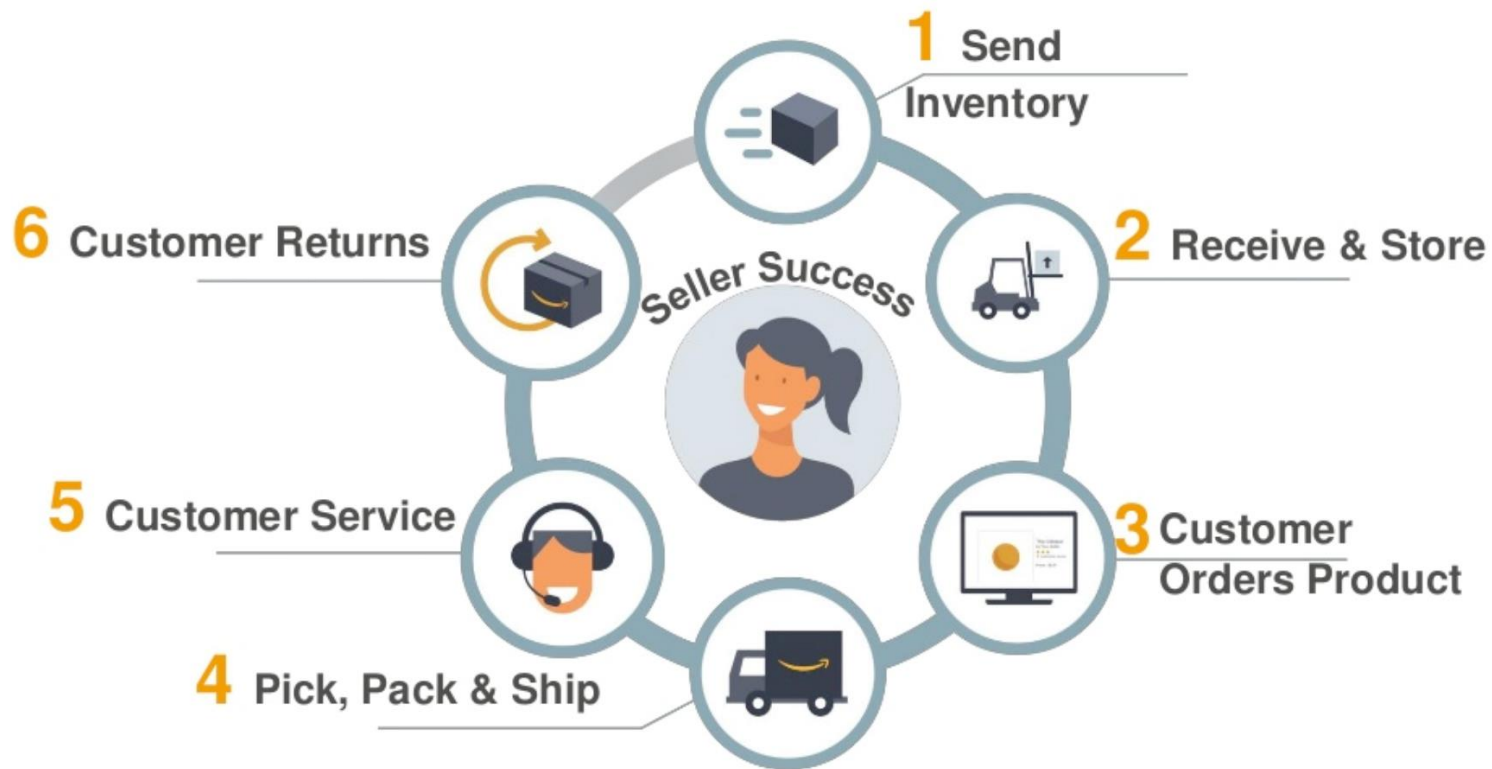 1 Send
Inventory
2 Receive & Store
3 Customer
Orders Product
4 Pick, Pack & Ship
5 Customer Service
6 Customer Returns
Seller Success